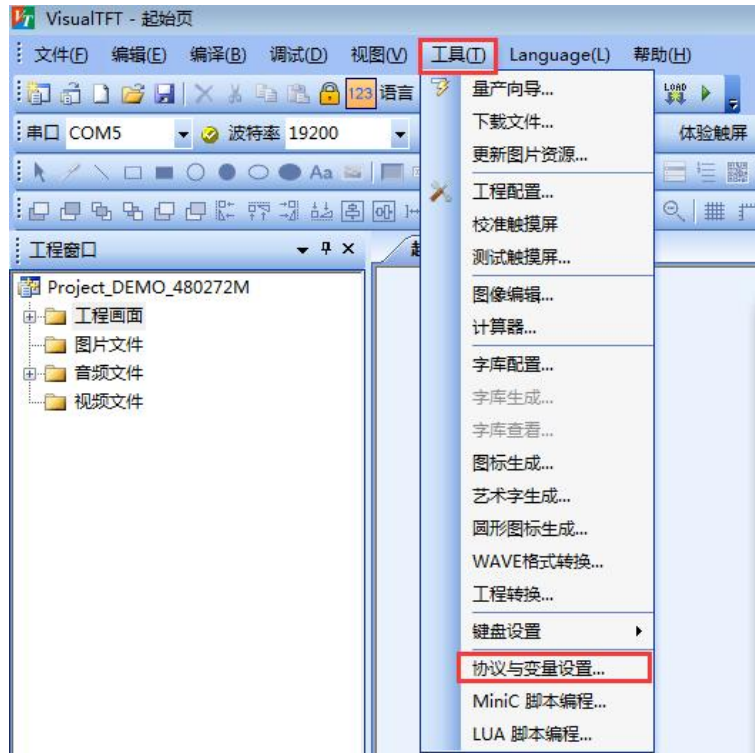 VisualTFT - 起始页
文件(F) 编辑(E) 编译(B) 调试(D) 视图(V) 工具(T) Language(L) 帮助(H)
123 语言
LOAD
串口 COM5 波特率 19200 体验触屏
Aa
工程窗口
Project_DEMO_480272M
工程画面
图片文件
音频文件
视频文件
量产向导...
下载文件...
更新图片资源...
工程配置...
校准触摸屏
测试触摸屏...
图像编辑...
计算器...
字库配置...
字库生成...
字库查看...
图标生成...
艺术字生成...
圆形图标生成...
WAVE格式转换...
工程转换...
键盘设置
协议与变量设置...
MiniC 脚本编程...
LUA 脚本编程...